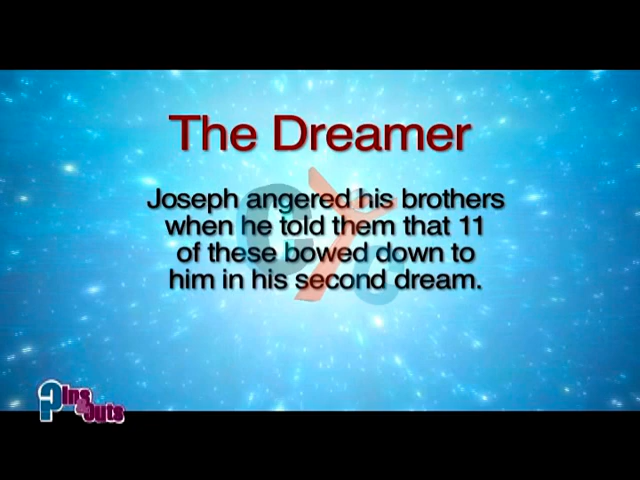 The Dreamer
Joseph angered his brothers
when he told them that 11
of these bowed down to
him in his second dream.
Ins
Outs